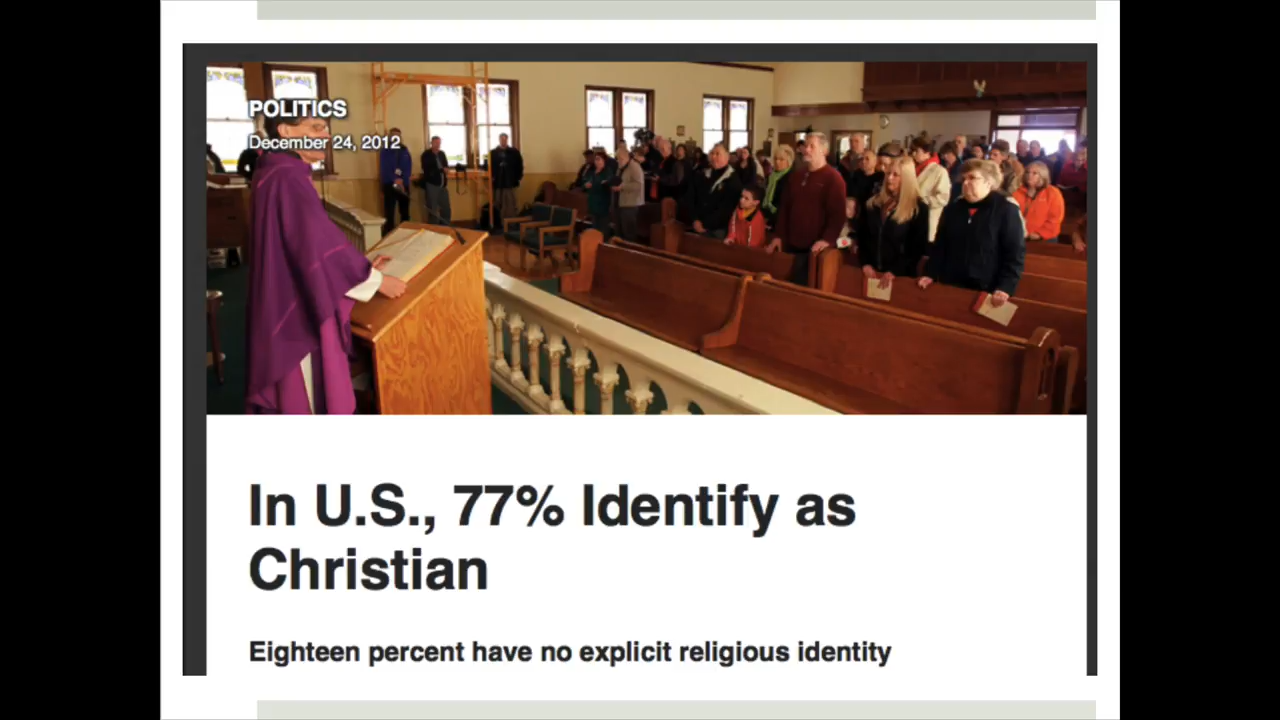 POLITICS
December 24, 2012
In U.S., 77% Identify as
Christian
Eighteen percent have no explicit religious identity